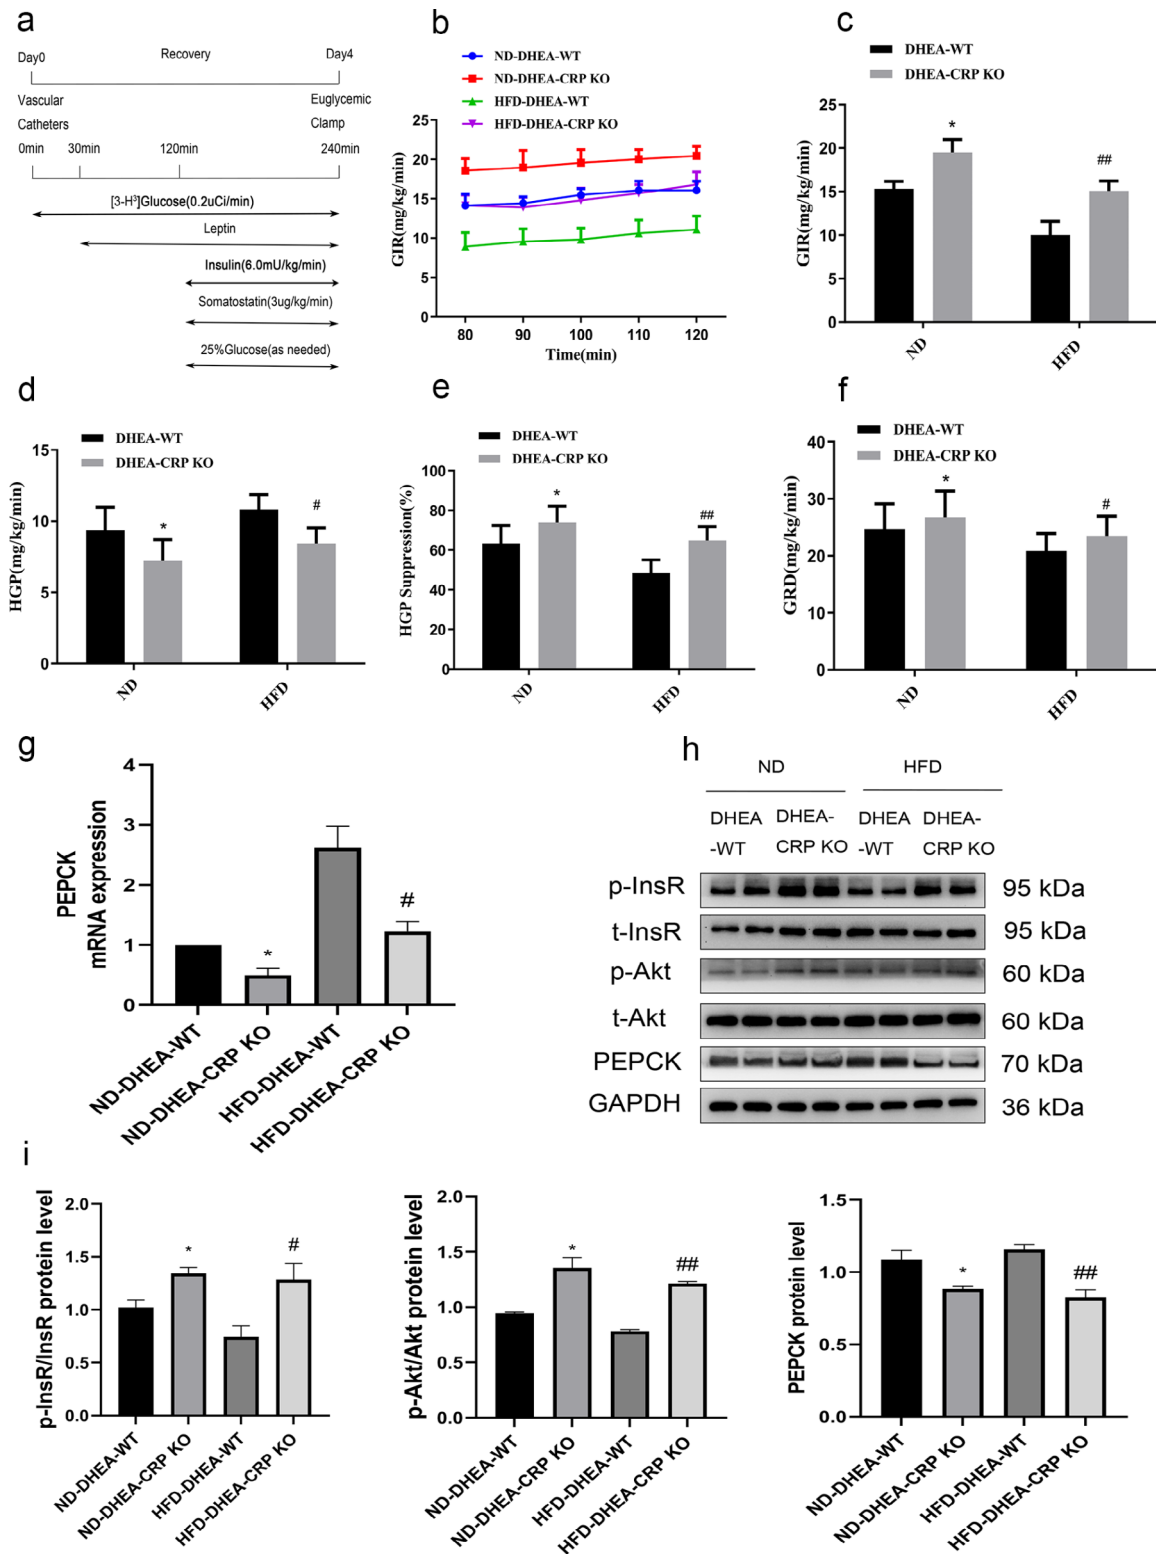 a
Day0 Recovery Day4
Vascular Euglycemic
Catheters Clamp
0min 30min 120min 240min
[3-H³]Glucose(0.2uCi/min)
Leptin
Insulin(6.0mU/kg/min)
Somatostatin(3ug/kg/min)
25%Glucose(as needed)
b
ND-DHEA-WT
ND-DHEA-CRP KO
HFD-DHEA-WT
HFD-DHEA-CRP KO
GIR(mg/kg/min)
25
20
15
10
5
0
80 90 100 110 120
Time(min)
c
DHEA-WT
DHEA-CRP KO
GIR(mg/kg/min)
25
20
15
10
5
0
* ##
ND HFD
d
DHEA-WT
DHEA-CRP KO
HGP(mg/kg/min)
15
10
5
0
* #
ND HFD
e
DHEA-WT
DHEA-CRP KO
HGP Suppression(%)
100
80
60
40
20
0
* ##
ND HFD
f
DHEA-WT
DHEA-CRP KO
GRD(mg/kg/min)
40
30
20
10
0
* #
ND HFD
g
PEPCK
mRNA expression
4
3
2
1
0
* #
ND-DHEA-WT
ND-DHEA-CRP KO
HFD-DHEA-WT
HFD-DHEA-CRP KO
h
ND HFD
DHEA DHEA- DHEA DHEA-
-WT CRP KO -WT CRP KO
p-InsR 95 kDa
t-InsR 95 kDa
p-Akt 60 kDa
t-Akt 60 kDa
PEPCK 70 kDa
GAPDH 36 kDa
i
p-InsR/InsR protein level
2.0
1.5
1.0
0.5
0.0
* #
ND-DHEA-WT
ND-DHEA-CRP KO
HFD-DHEA-WT
HFD-DHEA-CRP KO
p-Akt/Akt protein level
2.0
1.5
1.0
0.5
0.0
* ##
ND-DHEA-WT
ND-DHEA-CRP KO
HFD-DHEA-WT
HFD-DHEA-CRP KO
PEPCK protein level
1.5
1.0
0.5
0.0
* ##
ND-DHEA-WT
ND-DHEA-CRP KO
HFD-DHEA-WT
HFD-DHEA-CRP KO